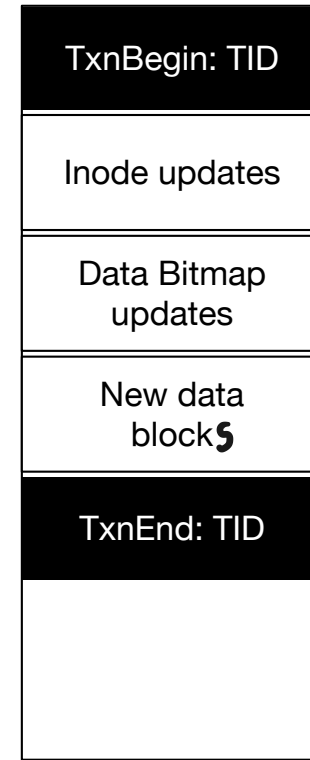 TxnBegin: TID
Inode updates
Data Bitmap
updates
New data
blocks
TxnEnd: TID